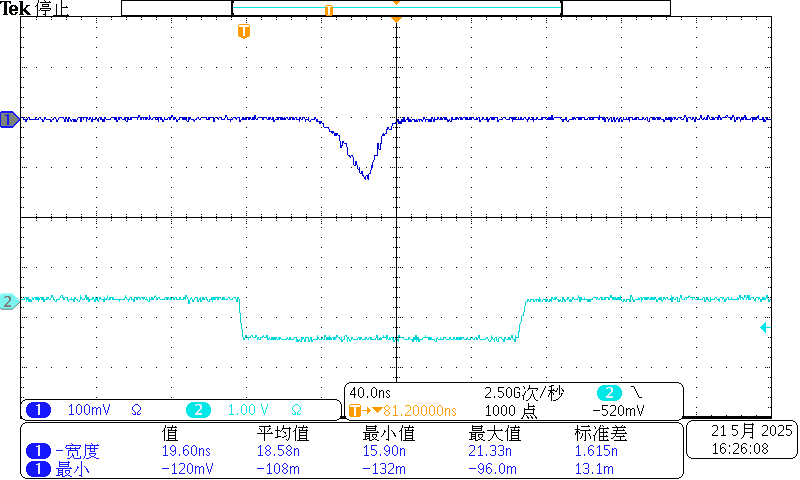 Tek 停止
T
T
1
2
1 100mV Ω 2 1.00 V Ω
40.0ns 2.50G次/秒 2
T→▼81.20000ns 1000 点 -520mV
值 平均值 最小值 最大值 标准差
1 -宽度 19.60ns 18.58n 15.90n 21.33n 1.615n
1 最小 -120mV -108m -132m -96.0m 13.1m
21 5月 2025
16:26:08